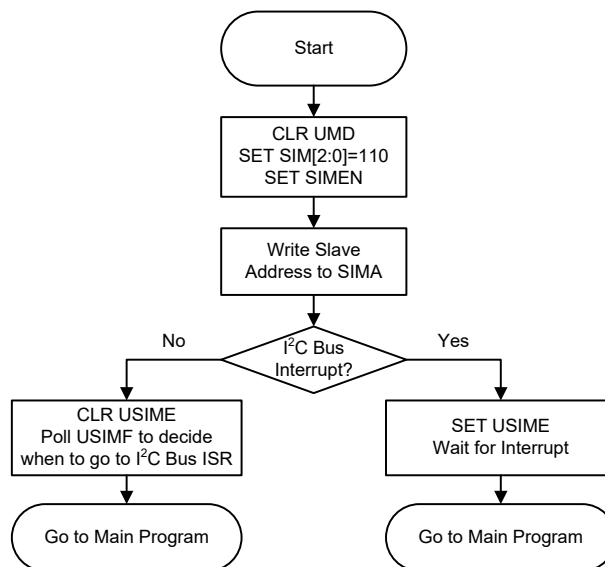 Start
CLR UMD
SET SIM[2:0]=110
SET SIMEN
Write Slave
Address to SIMA
No
I²C Bus
Interrupt?
Yes
CLR USIME
Poll USIMF to decide
when to go to I²C Bus ISR
SET USIME
Wait for Interrupt
Go to Main Program
Go to Main Program